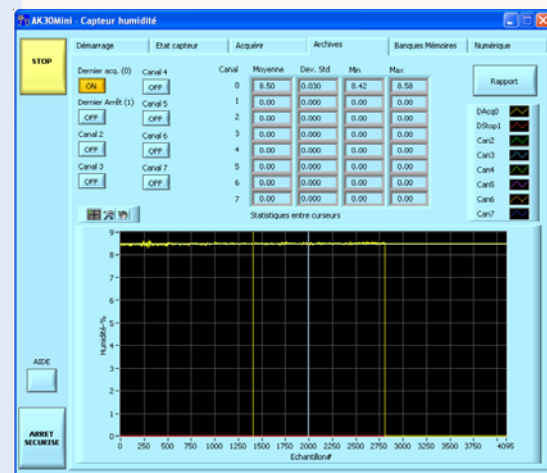 AK30Mini - Capteur humidité
STOP
Démarrage Etat capteur Acquérir Archives Banques Mémoires Numérique
Dernier acq. (0) Canal 4
ON OFF
Dernier Arrêt (1) Canal 5
OFF OFF
Canal 2 Canal 6
OFF OFF
Canal 3 Canal 7
OFF OFF
Canal Moyenne Dev. Std Min Max
0 8.50 0.030 8.42 8.58
1 0.00 0.000 0.00 0.00
2 0.00 0.000 0.00 0.00
3 0.00 0.000 0.00 0.00
4 0.00 0.000 0.00 0.00
5 0.00 0.000 0.00 0.00
6 0.00 0.000 0.00 0.00
7 0.00 0.000 0.00 0.00
Statistiques entre curseurs
Rapport
DAcq0
DStop1
Can2
Can3
Can4
Can5
Can6
Can7
Humidité-%
9
8
7
6
5
4
3
2
1
0
0 250 500 750 1000 1250 1500 1750 2000 2250 2500 2750 3000 3250 3500 3750 4095
Echantillon#
AIDE
ARRET
SECURISE